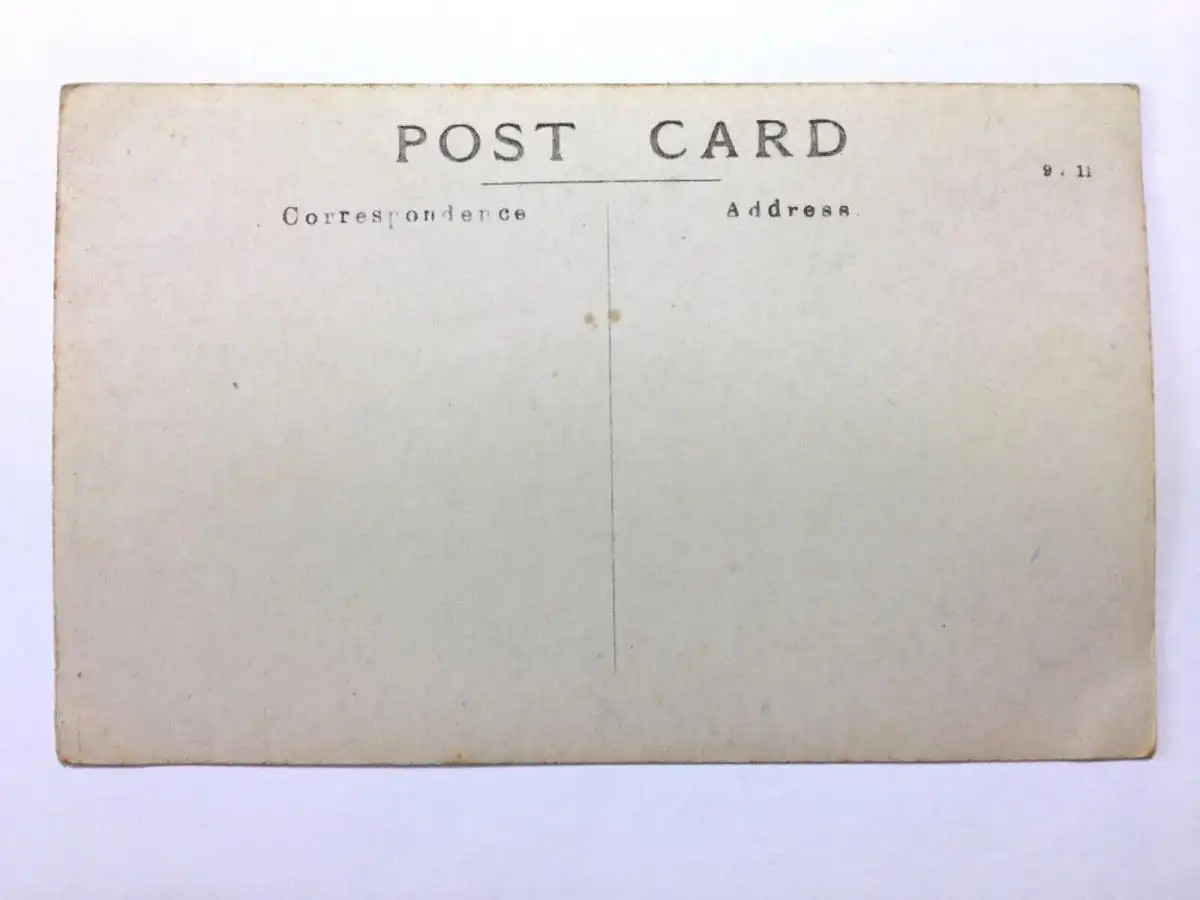 POST CARD
9 . 11
Correspondence
Address.